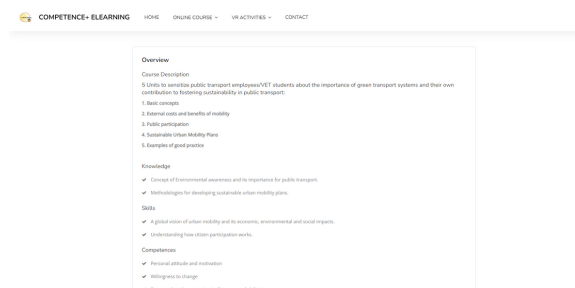 COMPETENCE+ ELEARNING HOME ONLINE COURSE VR ACTIVITIES CONTACT
Overview
Course Description
5 Units to sensitize public transport employees/VET students about the importance of green transport systems and their own
contribution to fostering sustainability in public transport:
1. Basic concepts
2. External costs and benefits of mobility
3. Public participation
4. Sustainable Urban Mobility Plans
5. Examples of good practice
Knowledge
Concept of Environmental awareness and its importance for public transport.
Methodologies for developing sustainable urban mobility plans.
Skills
A global vision of urban mobility and its economic, environmental and social impacts.
Understanding how citizen participation works.
Competences
Personal attitude and motivation
Willingness to change